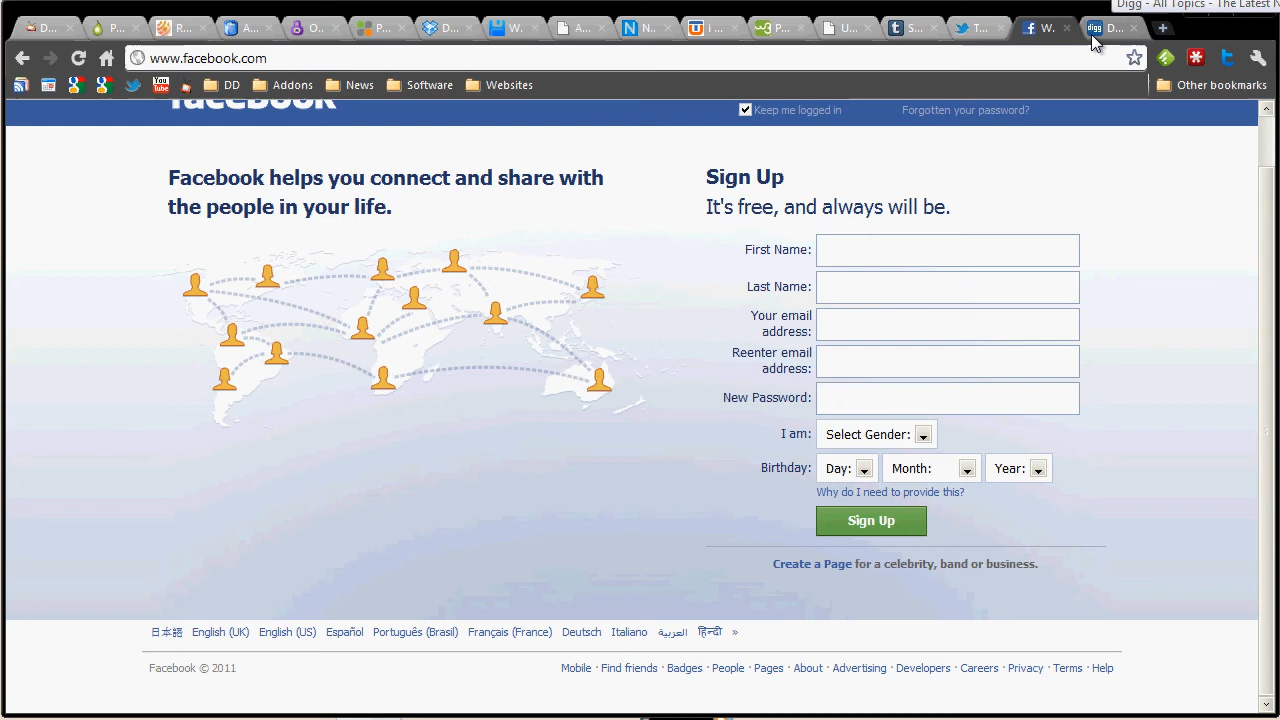 Digg - All Topics - The Latest N
D... P... R... A... O... P... D... W... A... N... I... P... U... S... T... W... digg D...
www.facebook.com
You Tube DD Addons News Software Websites Other bookmarks
facebook
Keep me logged in Forgotten your password?
Facebook helps you connect and share with
the people in your life.
Sign Up
It's free, and always will be.
First Name:
Last Name:
Your email
address:
Reenter email
address:
New Password:
I am: Select Gender:
Birthday: Day: Month: Year:
Why do I need to provide this?
Sign Up
Create a Page for a celebrity, band or business.
日本語 English (UK) English (US) Español Português (Brasil) Français (France) Deutsch Italiano العربية हिन्दी »
Facebook © 2011 Mobile · Find friends · Badges · People · Pages · About · Advertising · Developers · Careers · Privacy · Terms · Help